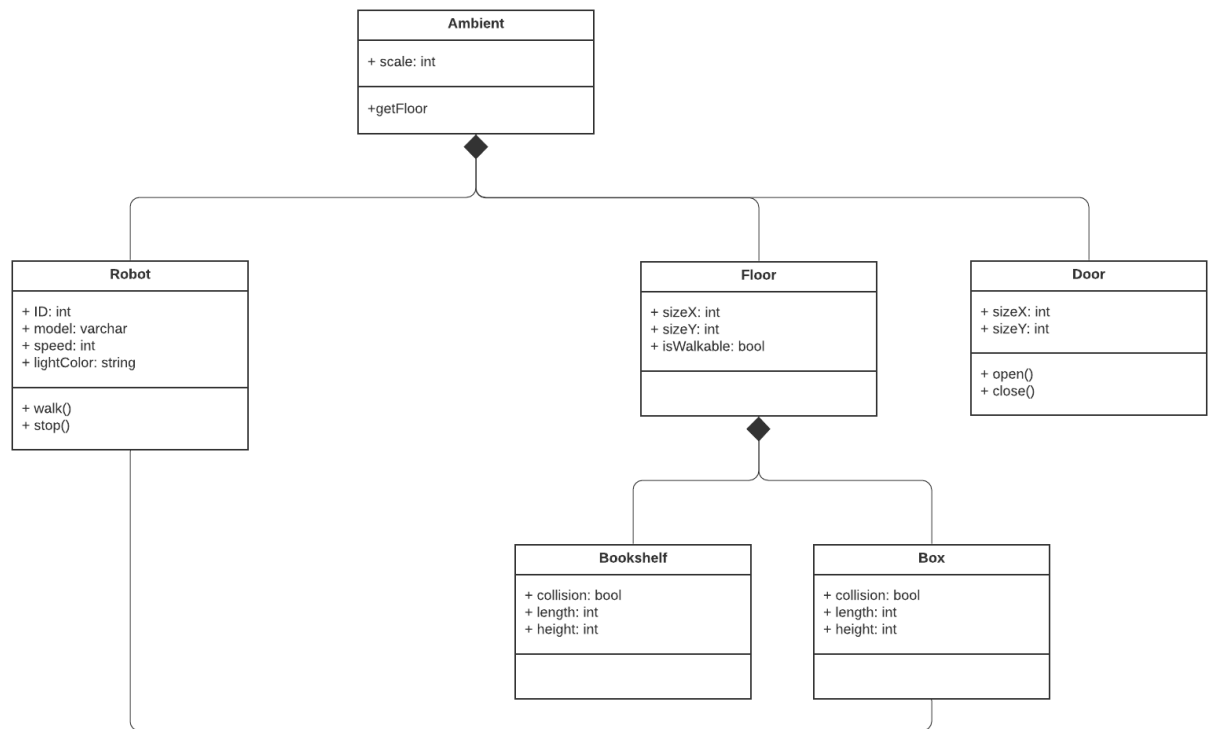 Ambient
+ scale: int
+getFloor
Robot
+ ID: int
+ model: varchar
+ speed: int
+ lightColor: string
+ walk()
+ stop()
Floor
+ sizeX: int
+ sizeY: int
+ isWalkable: bool
Door
+ sizeX: int
+ sizeY: int
+ open()
+ close()
Bookshelf
+ collision: bool
+ length: int
+ height: int
Box
+ collision: bool
+ length: int
+ height: int